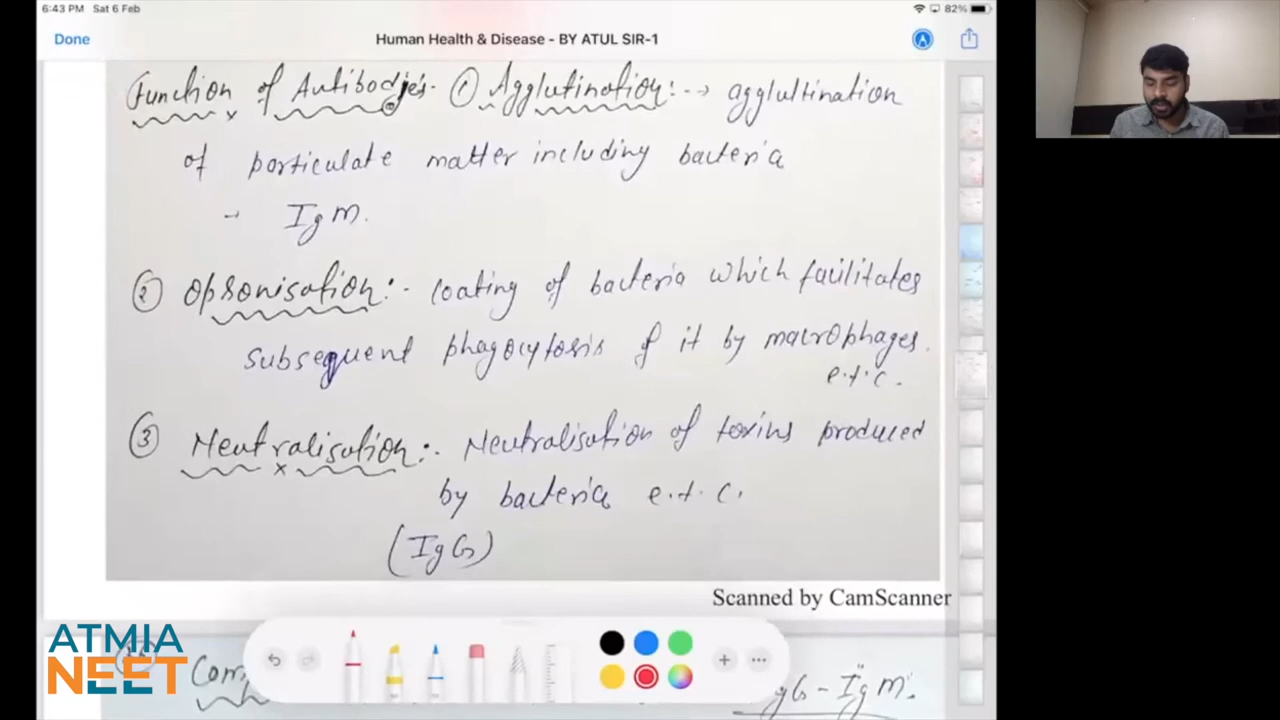 6:43 PM Sat 6 Feb
82%
Done
Human Health & Disease - BY ATUL SIR-1
Function of Antibodies- ① Agglutination :- → agglultination
of particulate matter including bacteria
→ IgM.
② Opsonisation :- coating of bacteria which facilitates
subsequent phagocytosis of it by macrophages.
e.t.c.
③ Neutralisation :- Neutralisation of toxins produced
by bacteria e.t.c.
(IgG)
Scanned by CamScanner
ATMIA
NEET
gG - IgM.